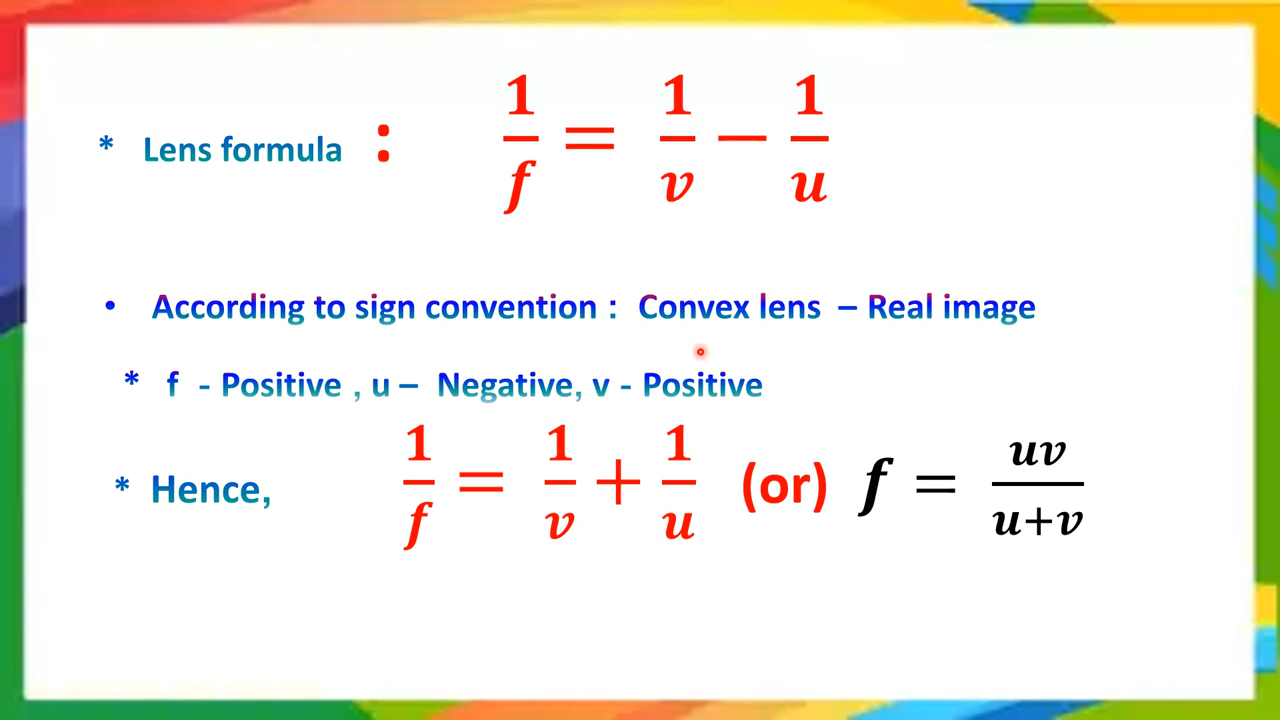 * Lens formula : 1/f = 1/v − 1/u
• According to sign convention : Convex lens – Real image
* f - Positive , u – Negative, v - Positive
* Hence, 1/f = 1/v + 1/u (or) f = uv/u+v